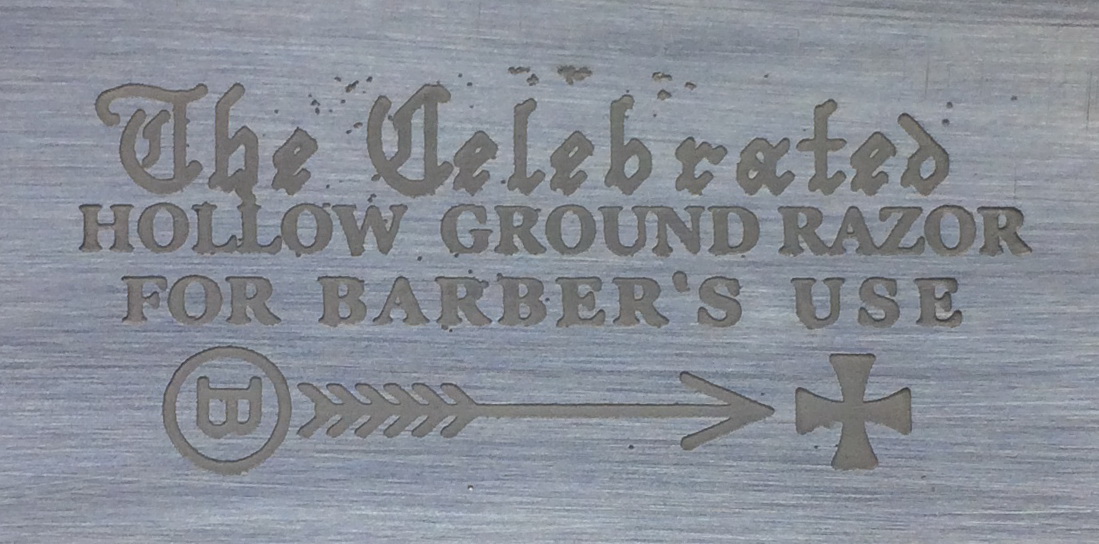 The Celebrated
HOLLOW GROUND RAZOR
FOR BARBER'S USE
B